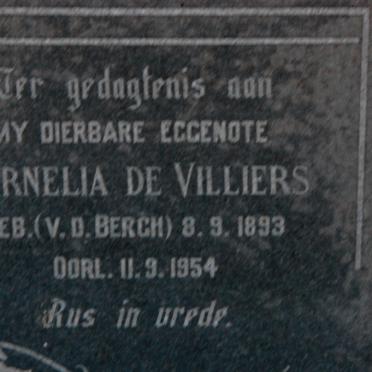 Ter gedagtenis aan
MY DIERBARE EGGENOTE
RNELIA DE VILLIERS
EB. (V. D. BERGH) 8. 9. 1893
OORL. 11. 9. 1954
Rus in vrede.